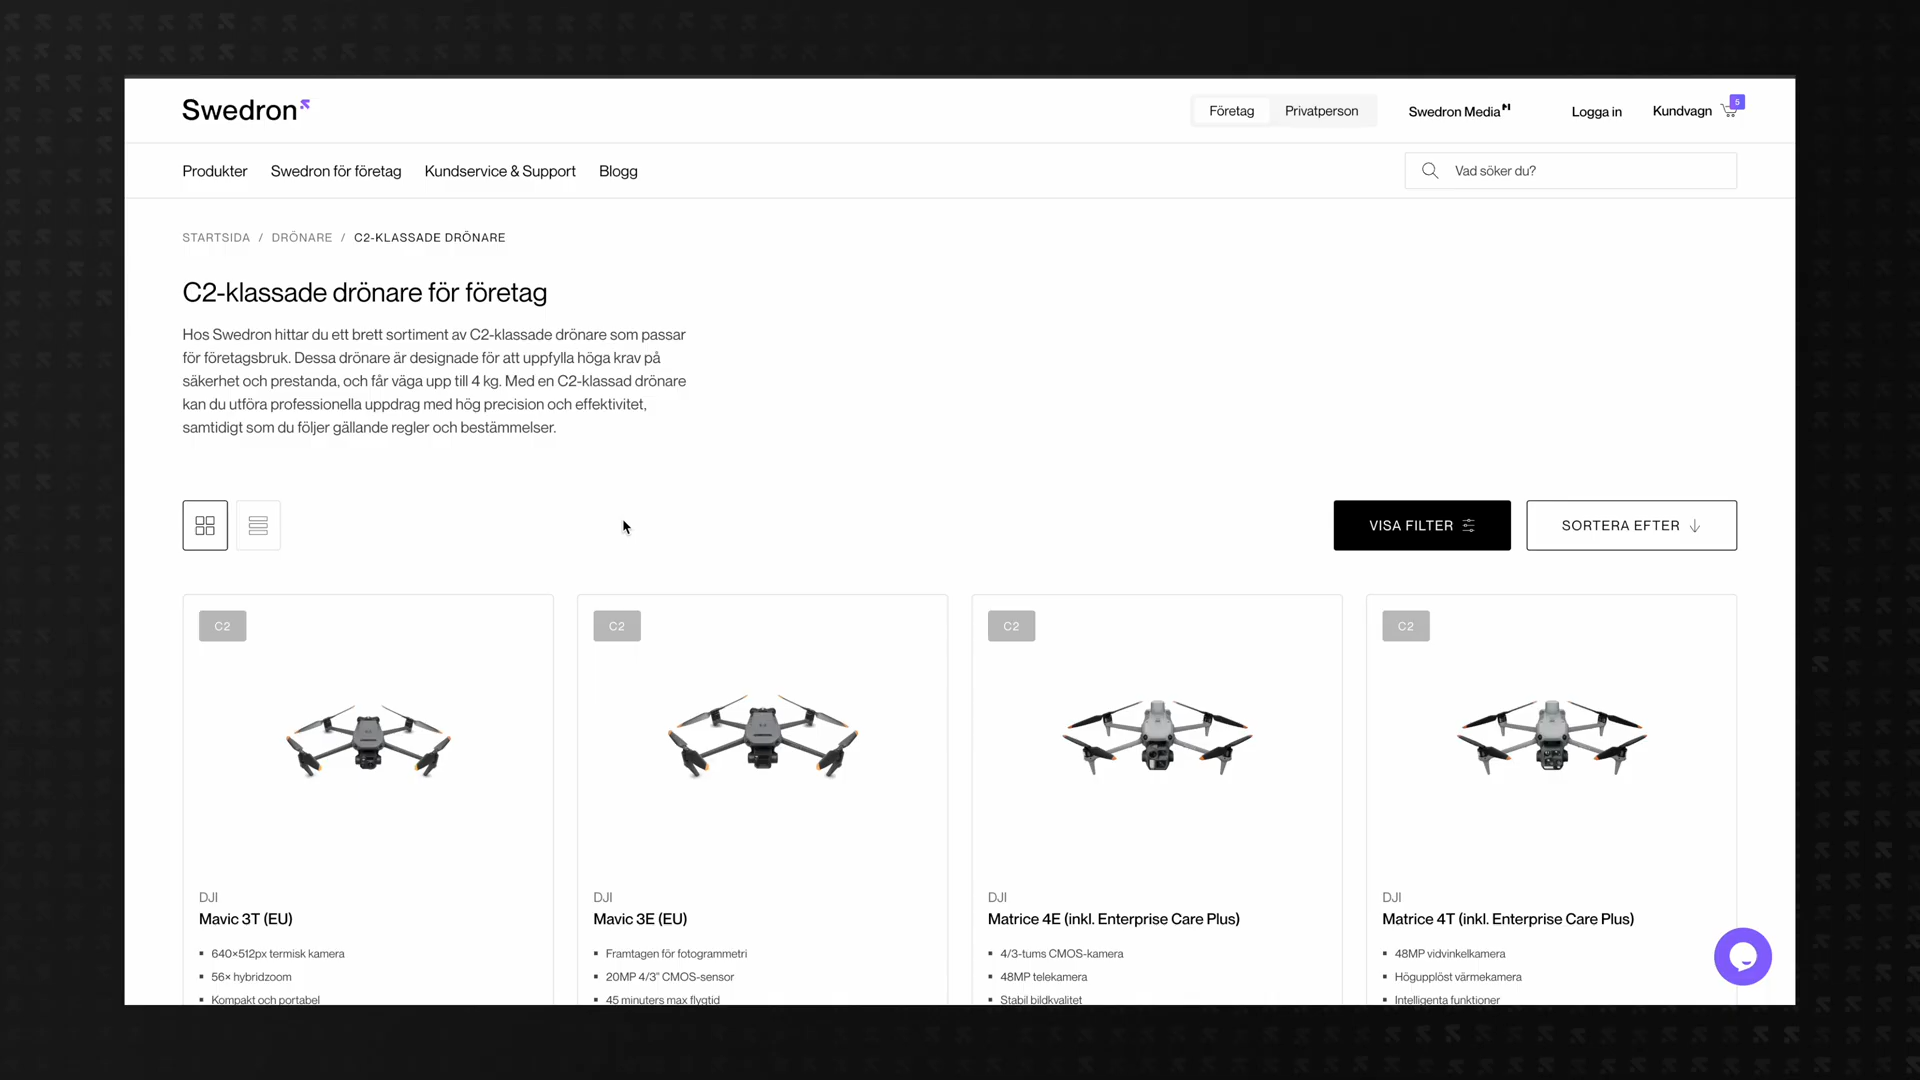 Swedron
Företag
Privatperson
Swedron Media
Logga in
Kundvagn
5
Produkter
Swedron för företag
Kundservice & Support
Blogg
Vad söker du?
STARTSIDA / DRÖNARE / C2-KLASSADE DRÖNARE
C2-klassade drönare för företag
Hos Swedron hittar du ett brett sortiment av C2-klassade drönare som passar
för företagsbruk. Dessa drönare är designade för att uppfylla höga krav på
säkerhet och prestanda, och får väga upp till 4 kg. Med en C2-klassad drönare
kan du utföra professionella uppdrag med hög precision och effektivitet,
samtidigt som du följer gällande regler och bestämmelser.
VISA FILTER
SORTERA EFTER
C2
DJI
Mavic 3T (EU)
▪ 640×512px termisk kamera
▪ 56× hybridzoom
▪ Kompakt och portabel
C2
DJI
Mavic 3E (EU)
▪ Framtagen för fotogrammetri
▪ 20MP 4/3" CMOS-sensor
▪ 45 minuters max flygtid
C2
DJI
Matrice 4E (inkl. Enterprise Care Plus)
▪ 4/3-tums CMOS-kamera
▪ 48MP telekamera
▪ Stabil bildkvalitet
C2
DJI
Matrice 4T (inkl. Enterprise Care Plus)
▪ 48MP vidvinkelkamera
▪ Högupplöst värmekamera
▪ Intelligenta funktioner